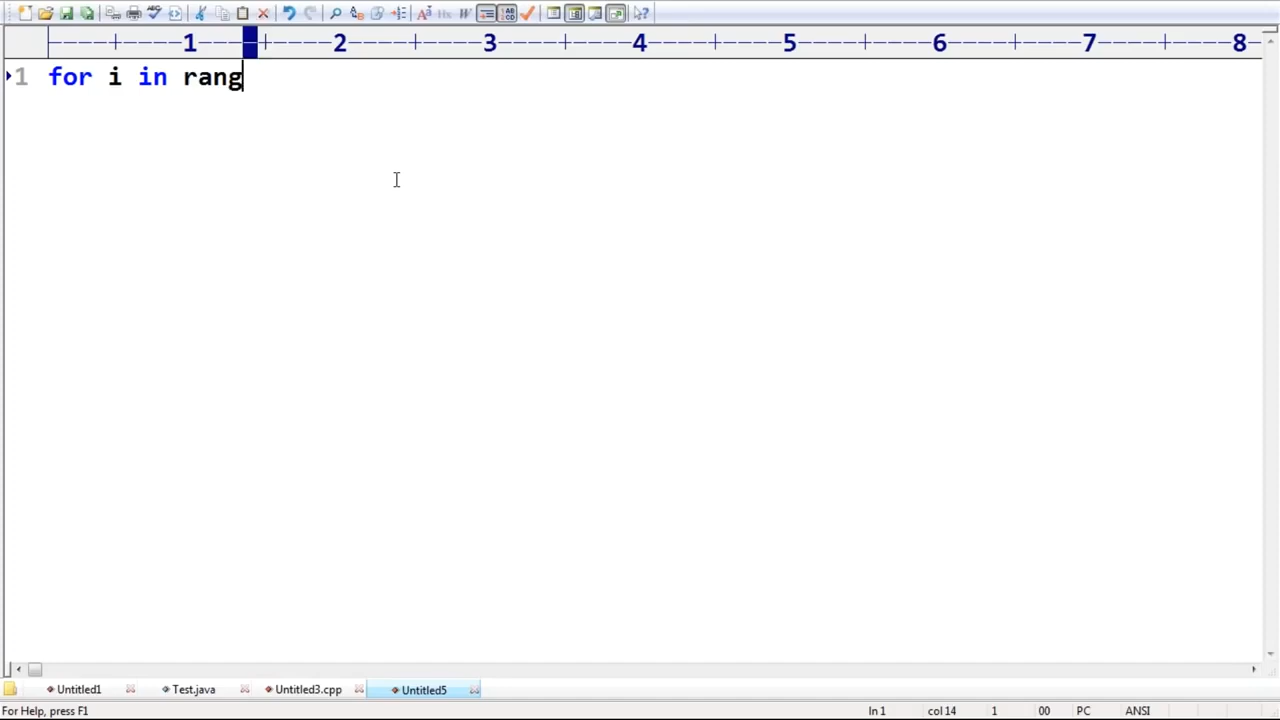 1 2 3 4 5 6 7 8
1 for i in rang
Untitled1 Test.java Untitled3.cpp Untitled5
For Help, press F1 ln 1 col 14 1 00 PC ANSI